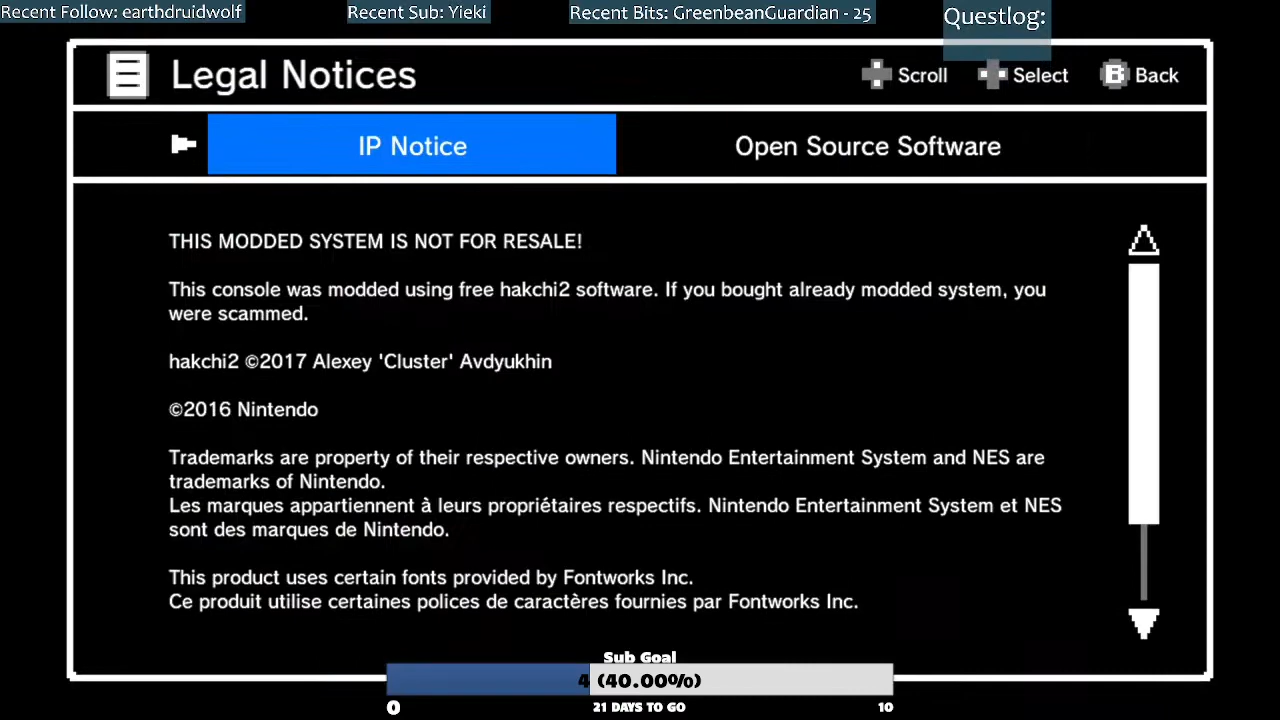 Recent Follow: earthdruidwolf
Recent Sub: Yieki
Recent Bits: GreenbeanGuardian - 25
Questlog:
Legal Notices
Scroll
Select
B Back
IP Notice
Open Source Software
THIS MODDED SYSTEM IS NOT FOR RESALE!
This console was modded using free hakchi2 software. If you bought already modded system, you
were scammed.
hakchi2 ©2017 Alexey 'Cluster' Avdyukhin
©2016 Nintendo
Trademarks are property of their respective owners. Nintendo Entertainment System and NES are
trademarks of Nintendo.
Les marques appartiennent à leurs propriétaires respectifs. Nintendo Entertainment System et NES
sont des marques de Nintendo.
This product uses certain fonts provided by Fontworks Inc.
Ce produit utilise certaines polices de caractères fournies par Fontworks Inc.
Sub Goal
4 (40.00%)
0
21 DAYS TO GO
10